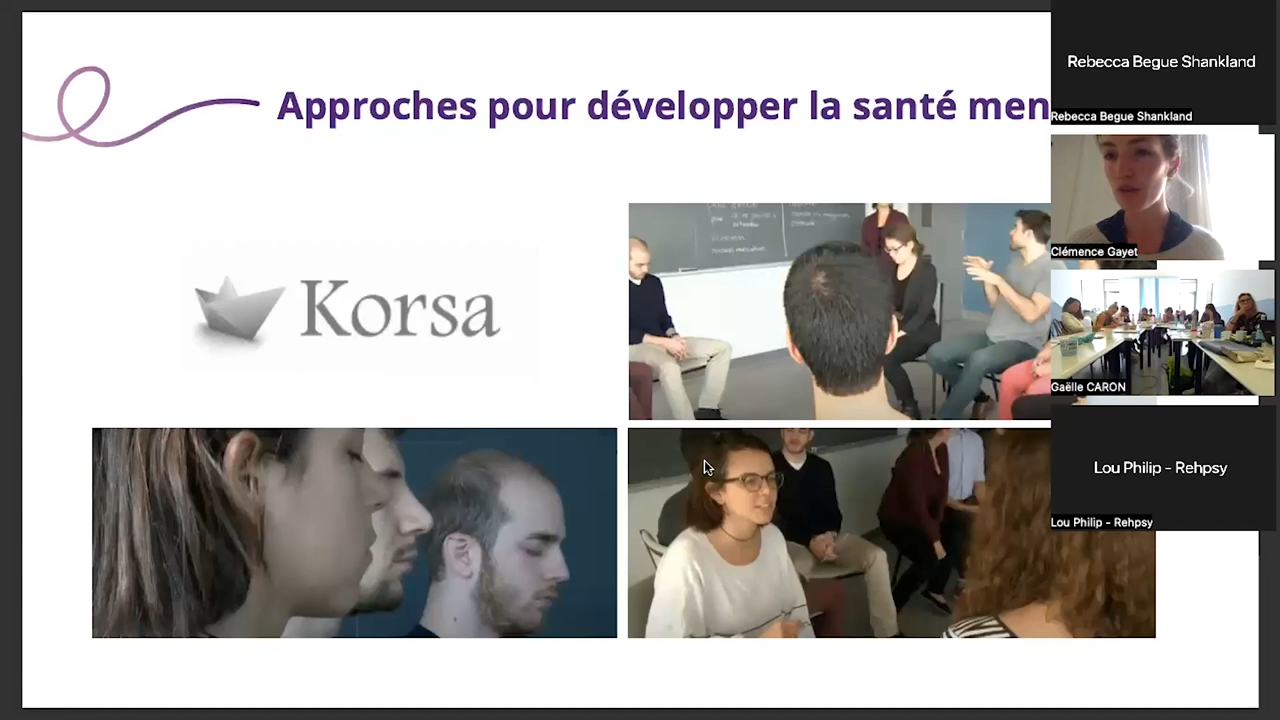 Approches pour développer la santé men
Korsa
Rebecca Begue Shankland
Rebecca Begue Shankland
Clémence Gayet
Gaëlle CARON
Lou Philip - Rehpsy
Lou Philip - Rehpsy